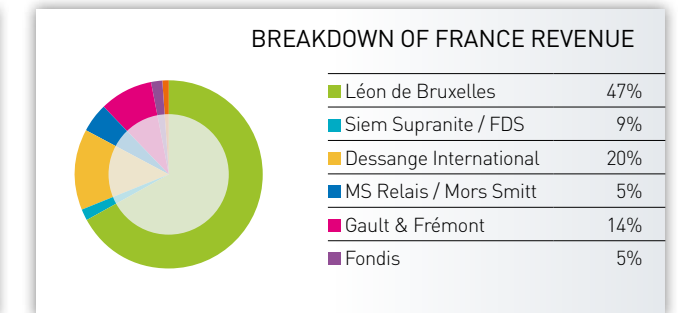 BREAKDOWN OF FRANCE REVENUE
Léon de Bruxelles 47%
Siem Supranite / FDS 9%
Dessange International 20%
MS Relais / Mors Smitt 5%
Gault & Frémont 14%
Fondis 5%